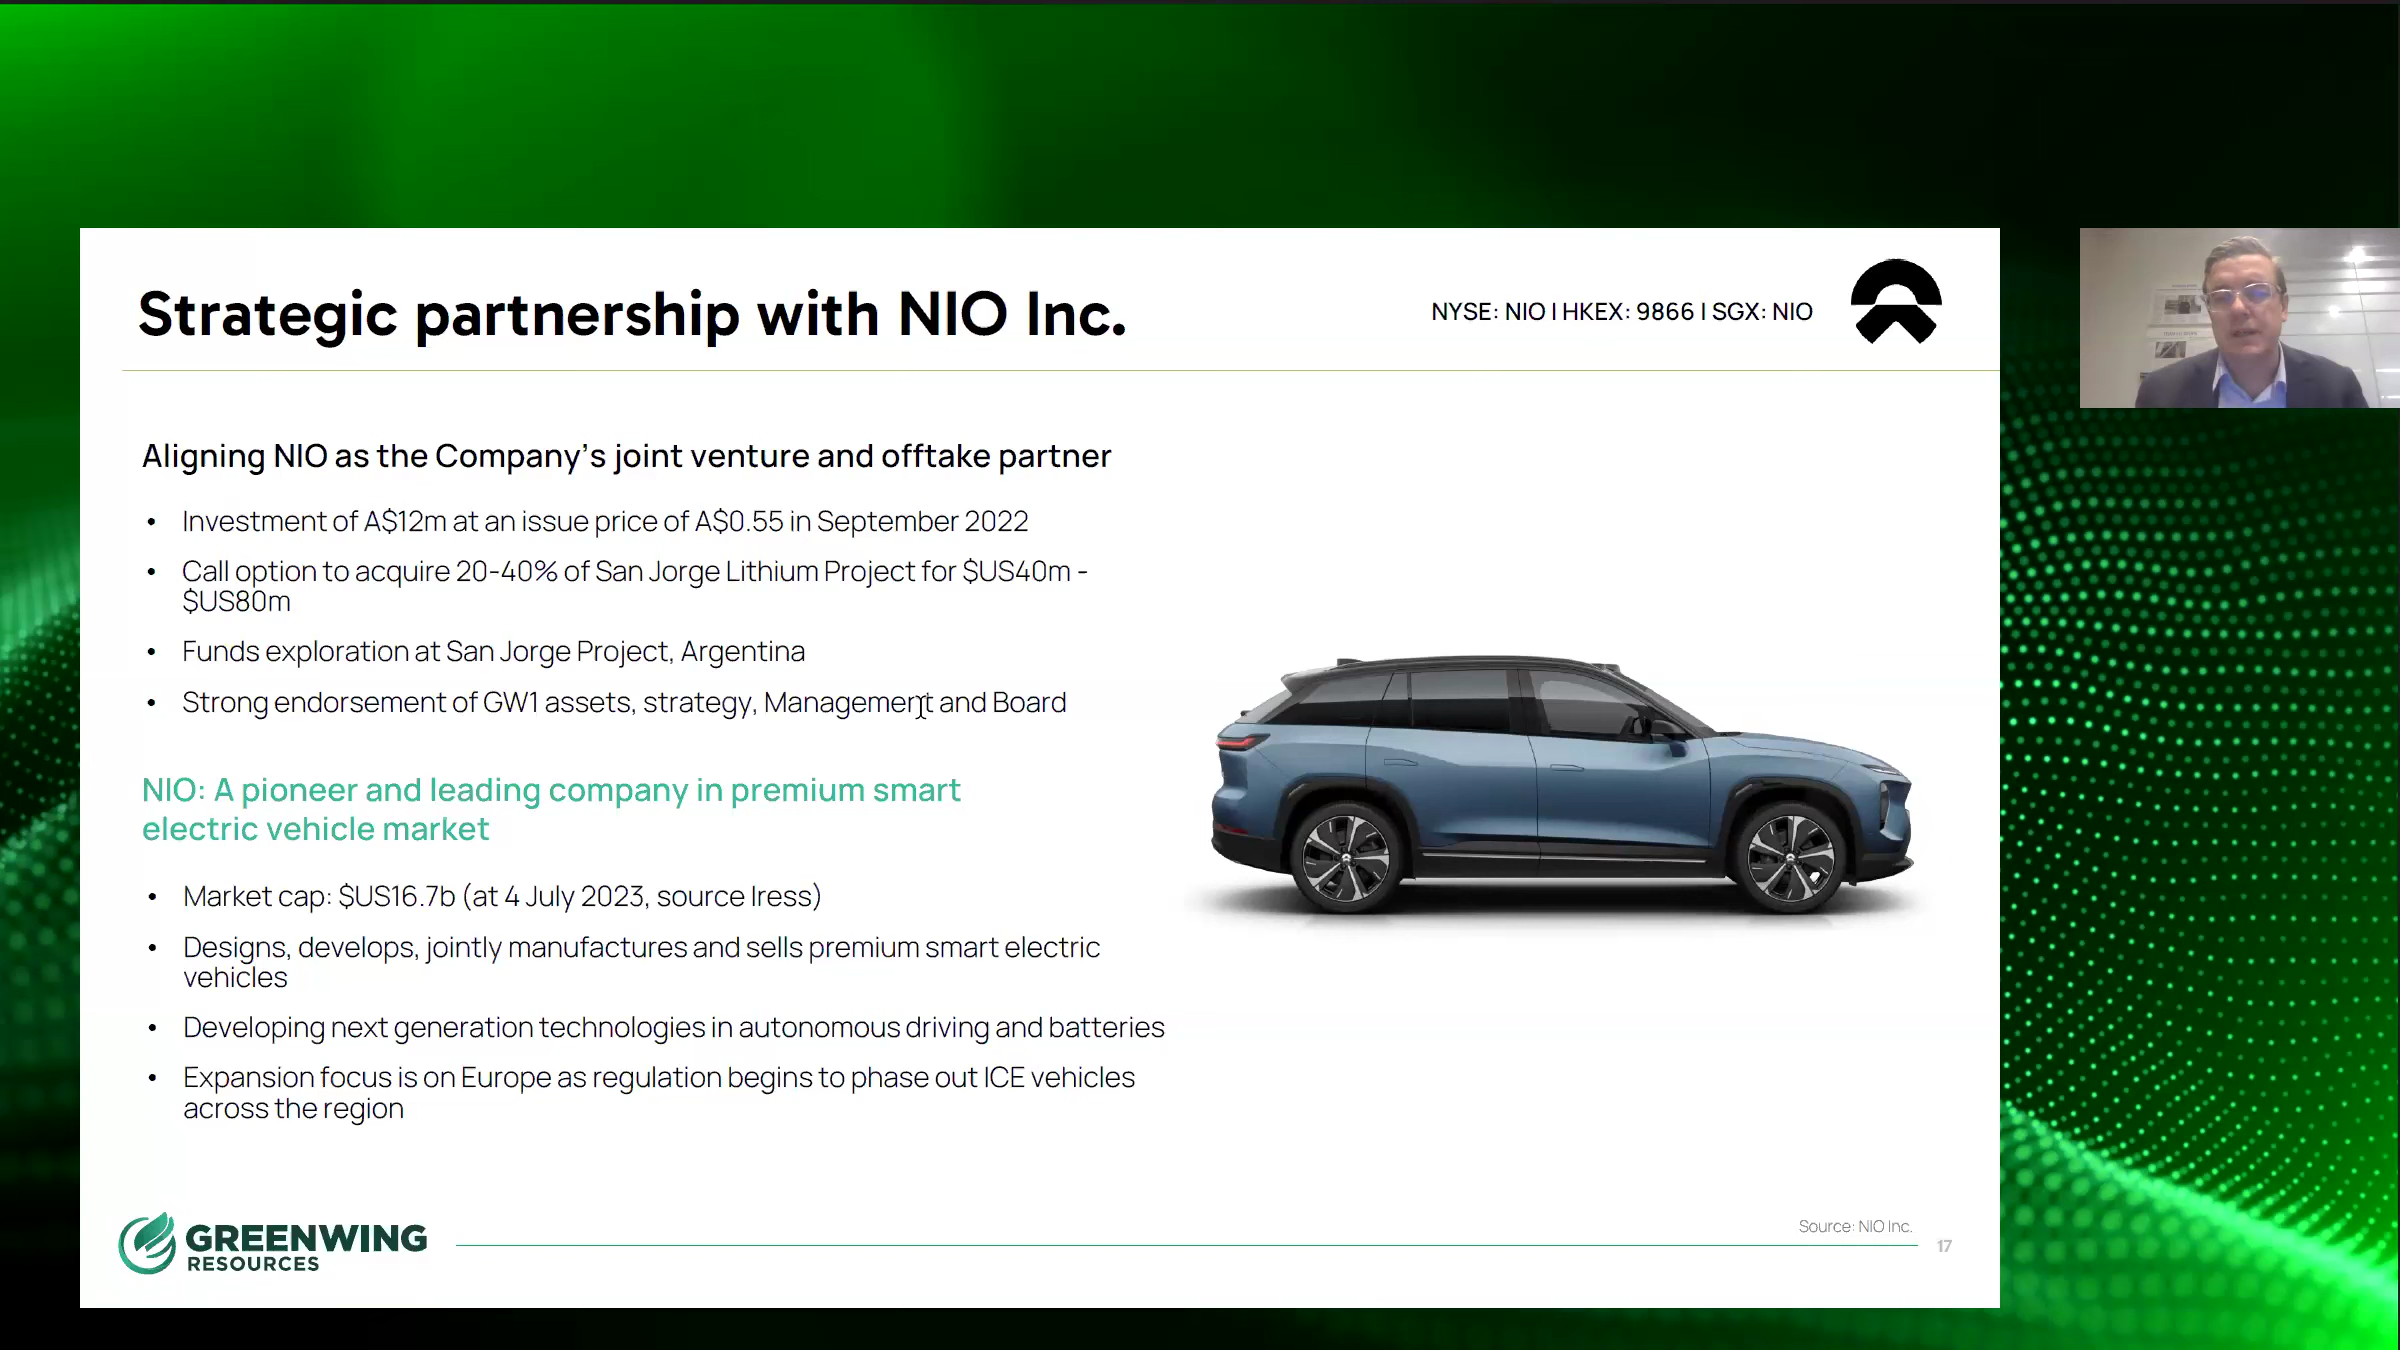 Strategic partnership with NIO Inc.
NYSE: NIO I HKEX: 9866 I SGX: NIO
Aligning NIO as the Company's joint venture and offtake partner
• Investment of A$12m at an issue price of A$0.55 in September 2022
• Call option to acquire 20-40% of San Jorge Lithium Project for $US40m -
$US80m
• Funds exploration at San Jorge Project, Argentina
• Strong endorsement of GW1 assets, strategy, Management and Board
NIO: A pioneer and leading company in premium smart
electric vehicle market
• Market cap: $US16.7b (at 4 July 2023, source Iress)
• Designs, develops, jointly manufactures and sells premium smart electric
vehicles
• Developing next generation technologies in autonomous driving and batteries
• Expansion focus is on Europe as regulation begins to phase out ICE vehicles
across the region
Source: NIO Inc.
GREENWING
RESOURCES
17